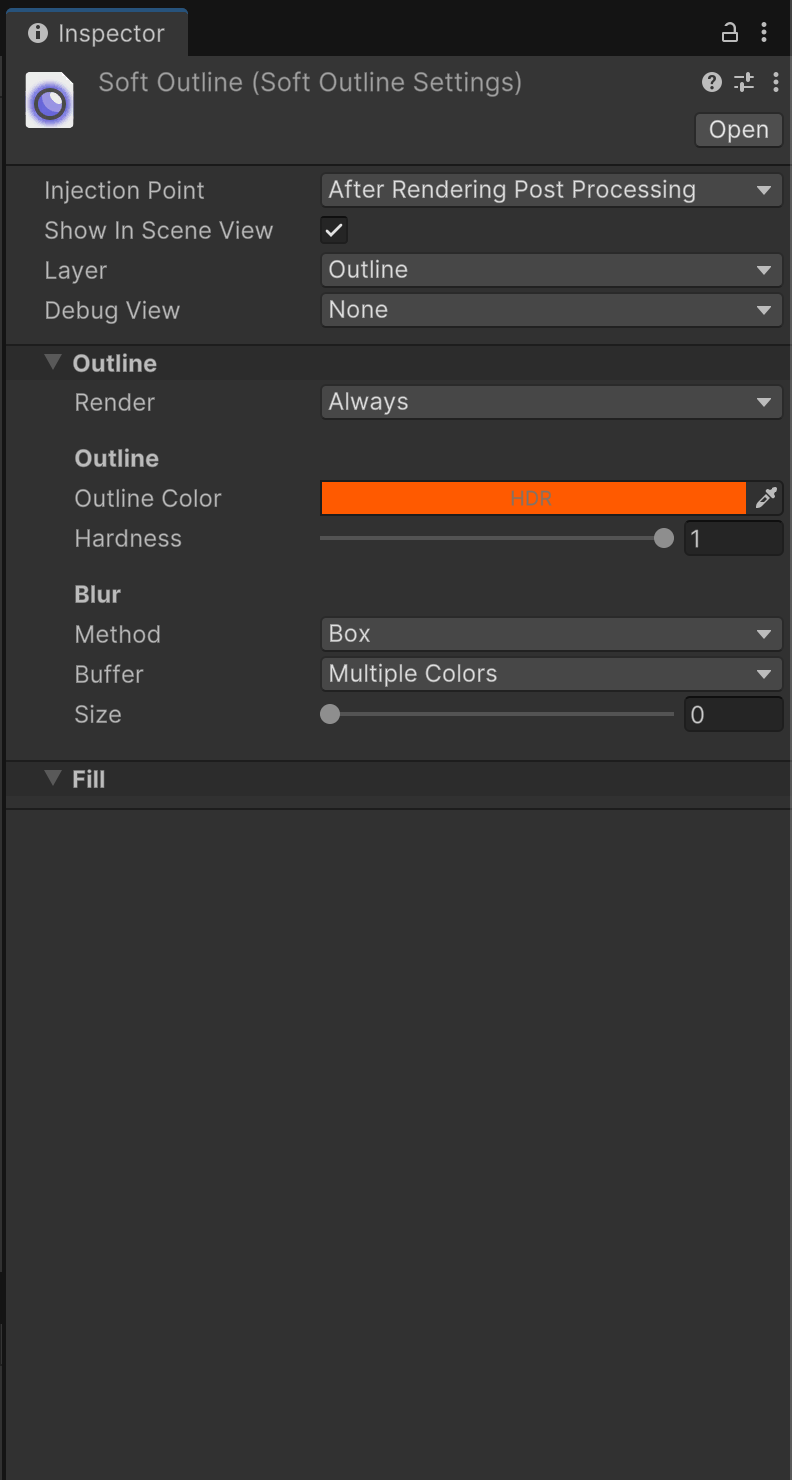 Inspector
Soft Outline (Soft Outline Settings)
Open
Injection Point After Rendering Post Processing
Show In Scene View
Layer Outline
Debug View None
Outline
Render Always
Outline
Outline Color HDR
Hardness 1
Blur
Method Box
Buffer Multiple Colors
Size 0
Fill